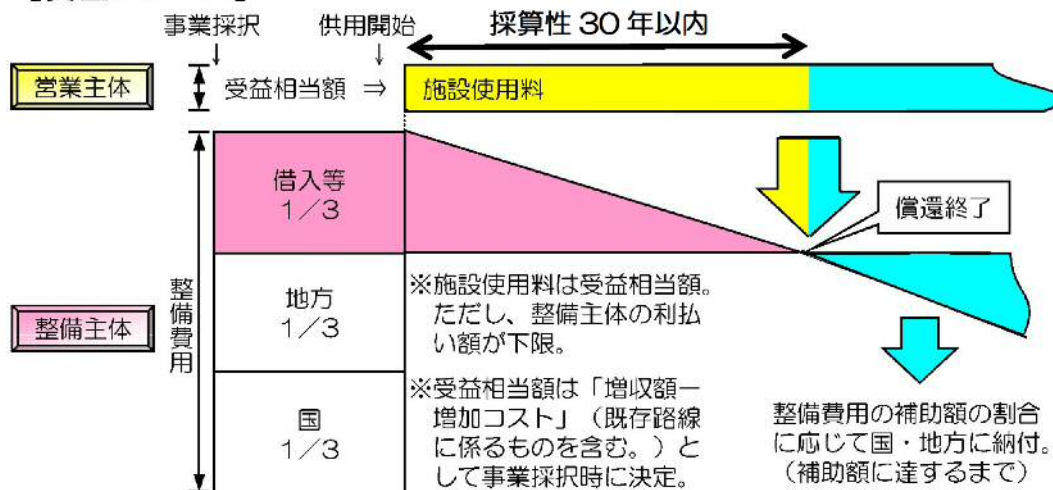 事業採択
供用開始
採算性 30 年以内
営業主体
受益相当額 ⇒
施設使用料
借入等
1/3
償還終了
整備主体
整備費用
地方
1/3
国
1/3
※施設使用料は受益相当額。
ただし、整備主体の利払
い額が下限。
※受益相当額は「増収額ー
増加コスト」(既存路線
に係るものを含む。)と
して事業採択時に決定。
整備費用の補助額の割合
に応じて国・地方に納付。
(補助額に達するまで)